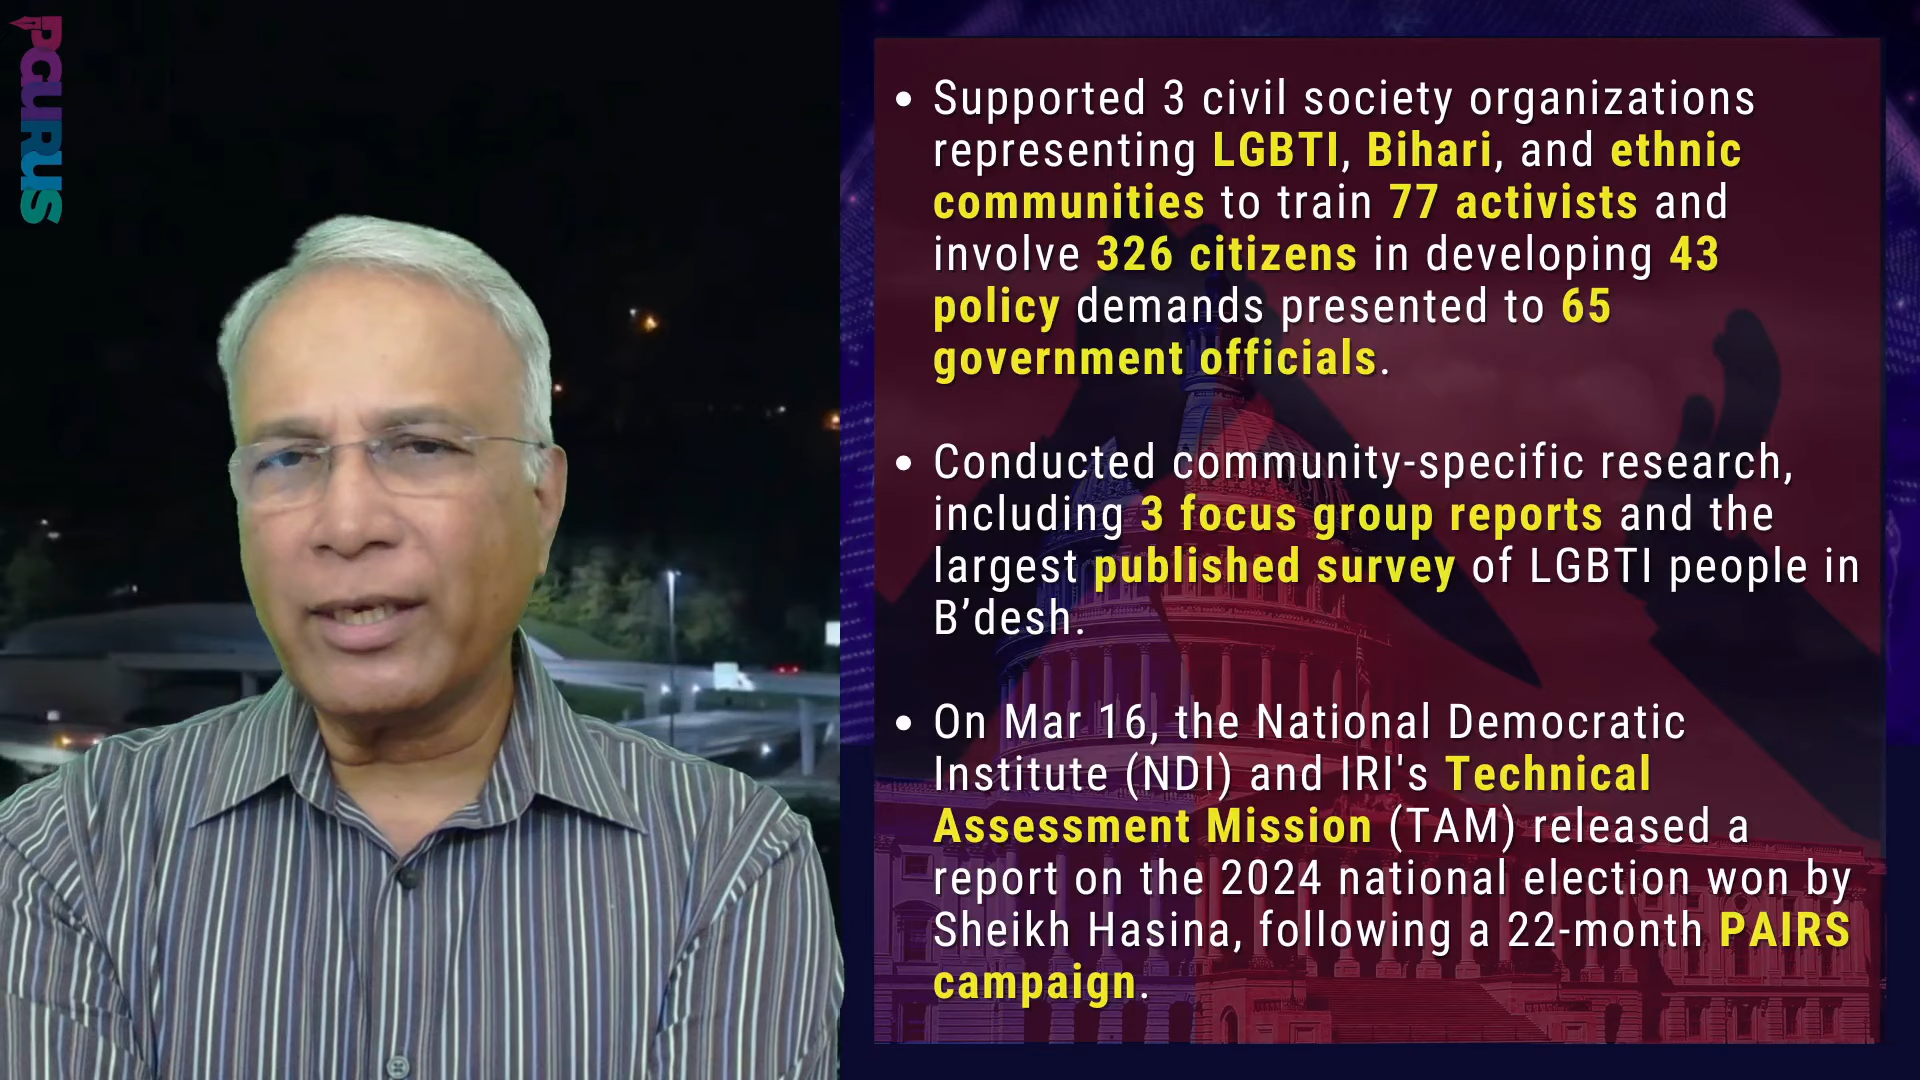 PGURUS
• Supported 3 civil society organizations
representing LGBTI, Bihari, and ethnic
communities to train 77 activists and
involve 326 citizens in developing 43
policy demands presented to 65
government officials.
• Conducted community-specific research,
including 3 focus group reports and the
largest published survey of LGBTI people in
B’desh.
• On Mar 16, the National Democratic
Institute (NDI) and IRI's Technical
Assessment Mission (TAM) released a
report on the 2024 national election won by
Sheikh Hasina, following a 22-month PAIRS
campaign.